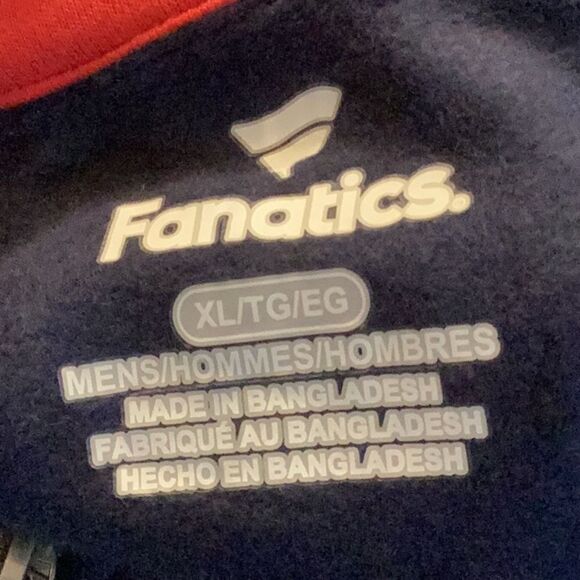 Fanatics.
XL/TG/EG
MENS/HOMMES/HOMBRES
MADE IN BANGLADESH
FABRIQUÉ AU BANGLADESH
HECHO EN BANGLADESH